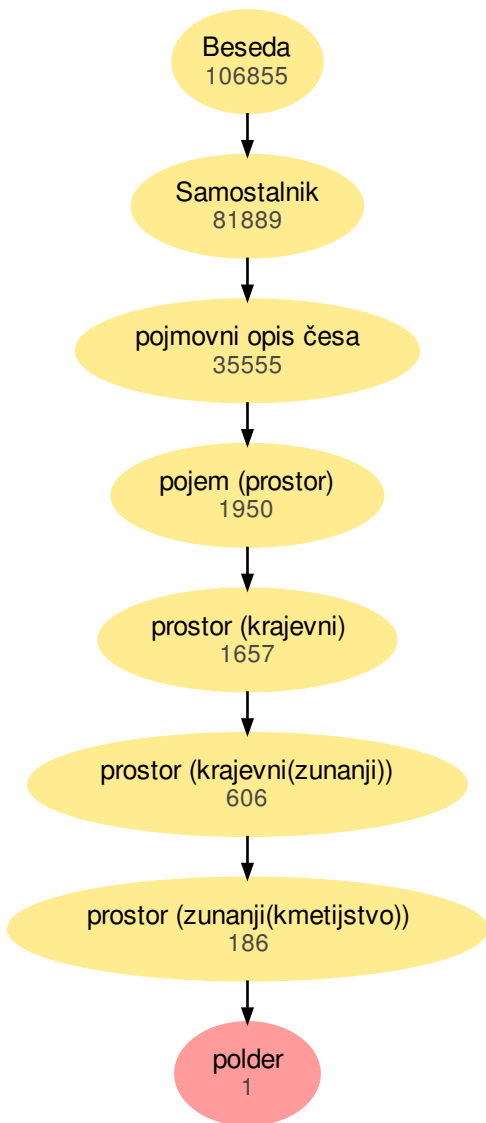 Beseda
106855
Samostalnik
81889
pojmovni opis česa
35555
pojem (prostor)
1950
prostor (krajevni)
1657
prostor (krajevni(zunanji))
606
prostor (zunanji(kmetijstvo))
186
polder
1